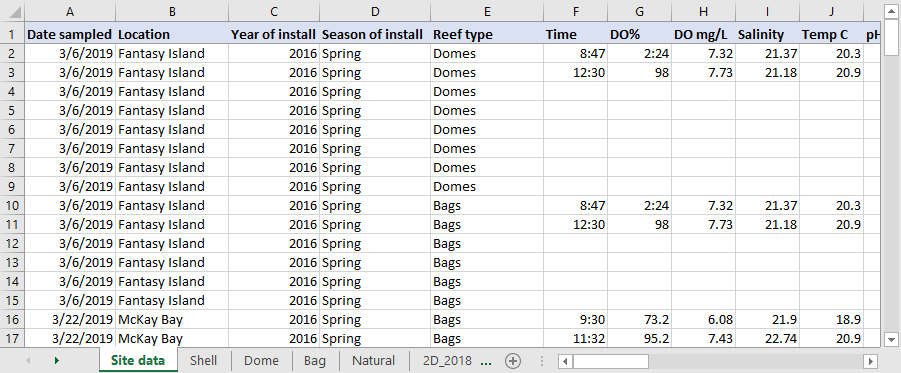 A B C D E F G H I J
1 Date sampled Location Year of install Season of install Reef type Time DO% DO mg/L Salinity Temp C pH
2 3/6/2019 Fantasy Island 2016 Spring Domes 8:47 2:24 7.32 21.37 20.3
3 3/6/2019 Fantasy Island 2016 Spring Domes 12:30 98 7.73 21.18 20.9
4 3/6/2019 Fantasy Island 2016 Spring Domes
5 3/6/2019 Fantasy Island 2016 Spring Domes
6 3/6/2019 Fantasy Island 2016 Spring Domes
7 3/6/2019 Fantasy Island 2016 Spring Domes
8 3/6/2019 Fantasy Island 2016 Spring Domes
9 3/6/2019 Fantasy Island 2016 Spring Domes
10 3/6/2019 Fantasy Island 2016 Spring Bags 8:47 2:24 7.32 21.37 20.3
11 3/6/2019 Fantasy Island 2016 Spring Bags 12:30 98 7.73 21.18 20.9
12 3/6/2019 Fantasy Island 2016 Spring Bags
13 3/6/2019 Fantasy Island 2016 Spring Bags
14 3/6/2019 Fantasy Island 2016 Spring Bags
15 3/6/2019 Fantasy Island 2016 Spring Bags
16 3/22/2019 McKay Bay 2016 Spring Bags 9:30 73.2 6.08 21.9 18.9
17 3/22/2019 McKay Bay 2016 Spring Bags 11:32 95.2 7.43 22.74 20.9
Site data Shell Dome Bag Natural 2D_2018 ...